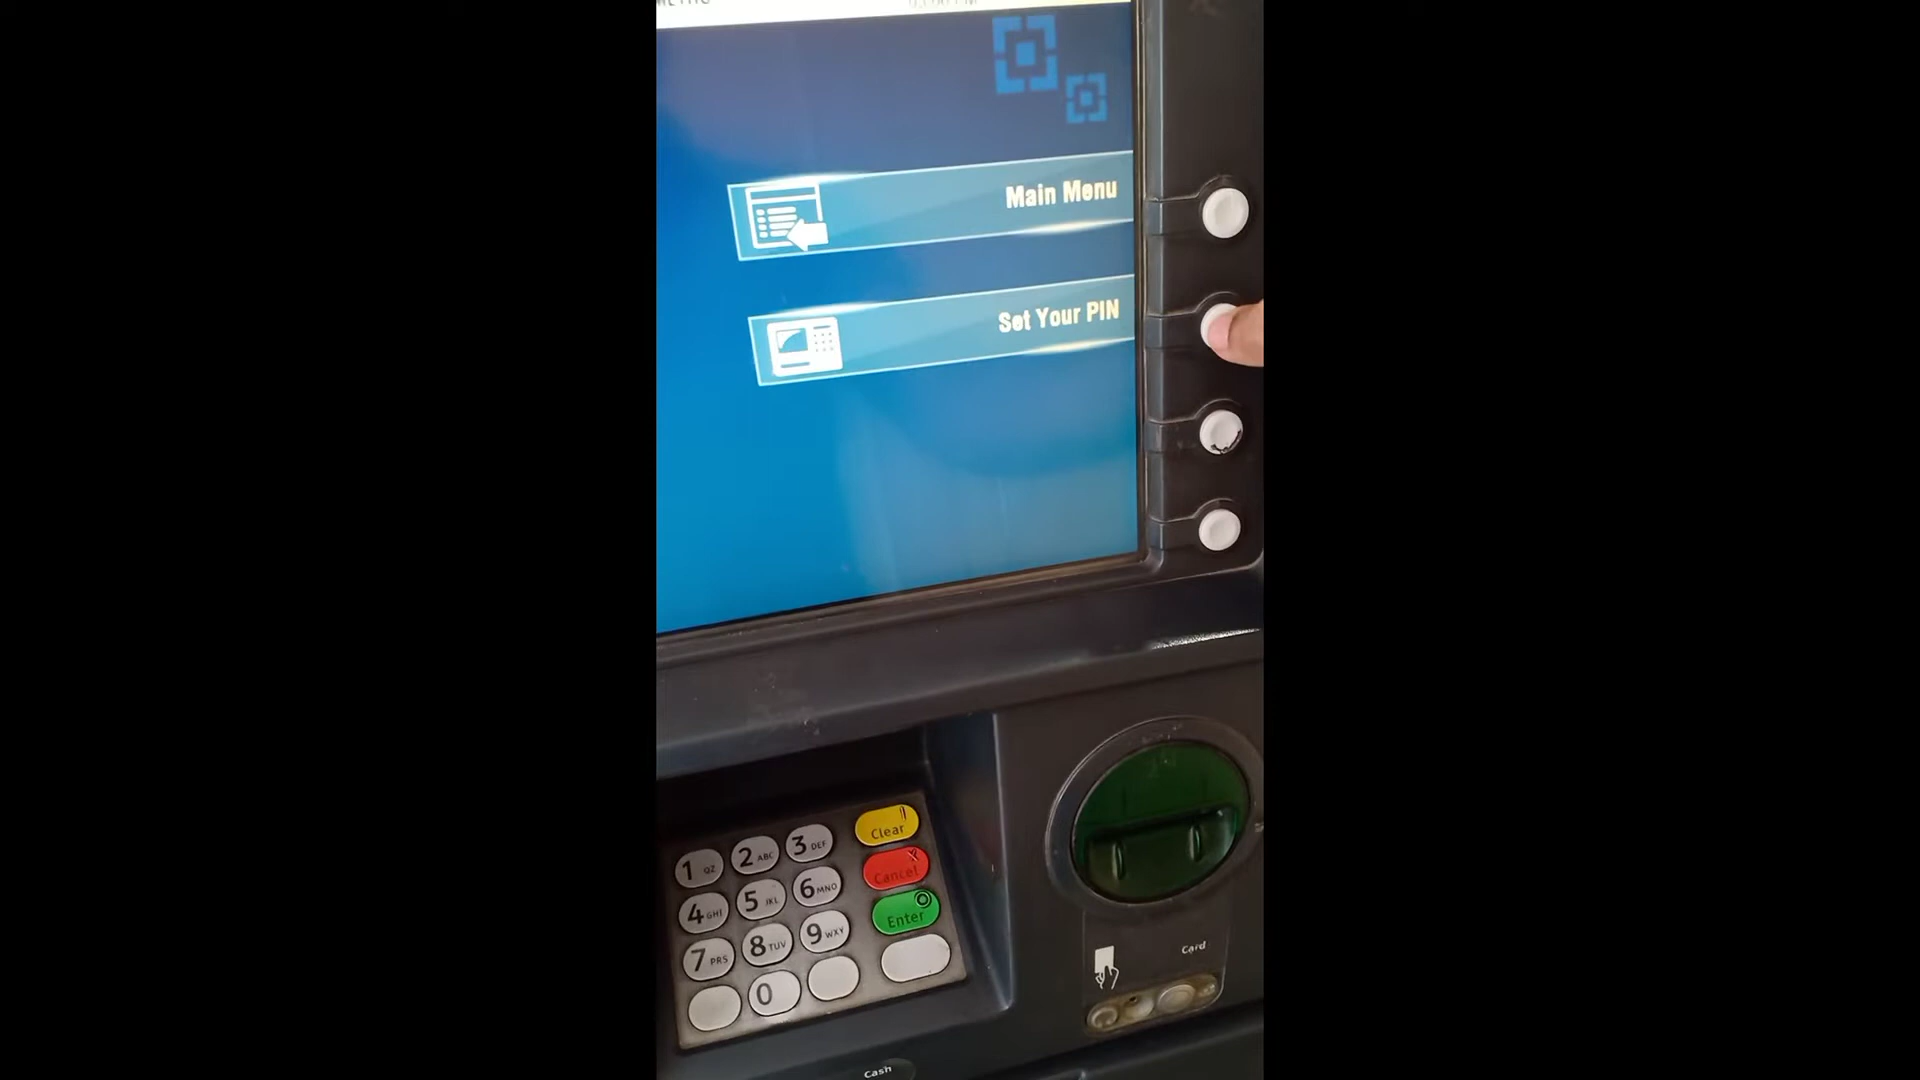 Main Menu
Set Your PIN
Clear
1 QZ 2 ABC 3 DEF
Cancel
4 GHI 5 JKL 6 MNO
Enter
7 PRS 8 TUV 9 WXY
0
Card
Cash